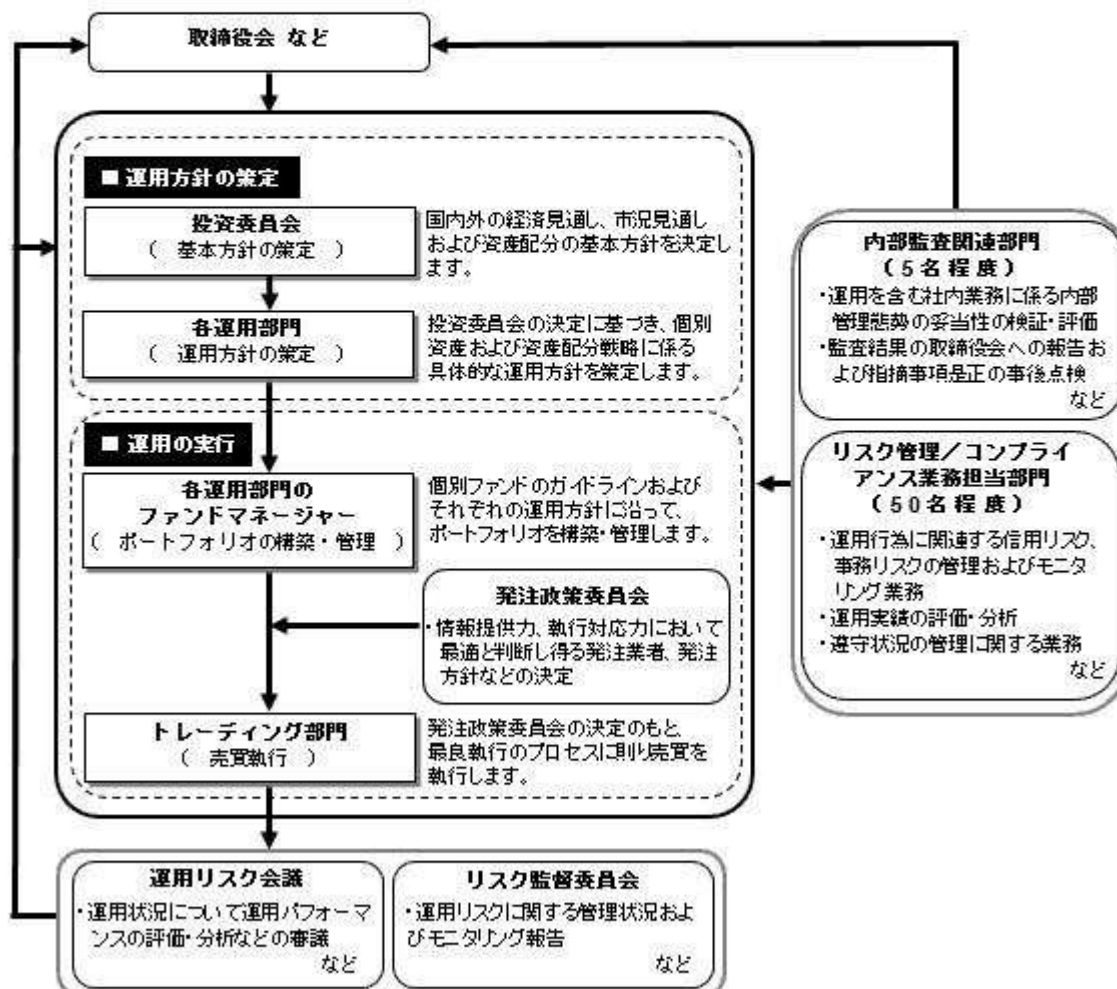 取締役会 など
■ 運用方針の策定
投資委員会
( 基本方針の策定 )
国内外の経済見通し、市況見通し
および資産配分の基本方針を決定し
ます。
各運用部門
( 運用方針の策定 )
投資委員会の決定に基づき、個別
資産および資産配分戦略に係る
具体的な運用方針を策定します。
■ 運用の実行
各運用部門の
ファンドマネージャー
( ポートフォリオの構築・管理 )
個別ファンドのガイドラインおよび
それぞれの運用方針に沿って、
ポートフォリオを構築・管理します。
発注政策委員会
・情報提供力、執行対応力において
最適と判断し得る発注業者、発注
方針などの決定
トレーディング部門
( 売買執行 )
発注政策委員会の決定のもと、
最良執行のプロセスに則り売買を
執行します。
運用リスク会議
・運用状況について運用パフォーマ
ンスの評価・分析などの審議
など
リスク監督委員会
・運用リスクに関する管理状況およ
びモニタリング報告
など
内部監査関連部門
(5名程度)
・運用を含む社内業務に係る内部
管理態勢の妥当性の検証・評価
・監査結果の取締役会への報告お
よび指摘事項是正の事後点検
など
リスク管理/コンプライ
アンス業務担当部門
(50名程度)
・運用行為に関連する信用リスク、
事務リスクの管理およびモニタ
リング業務
・運用実績の評価・分析
・遵守状況の管理に関する業務
など